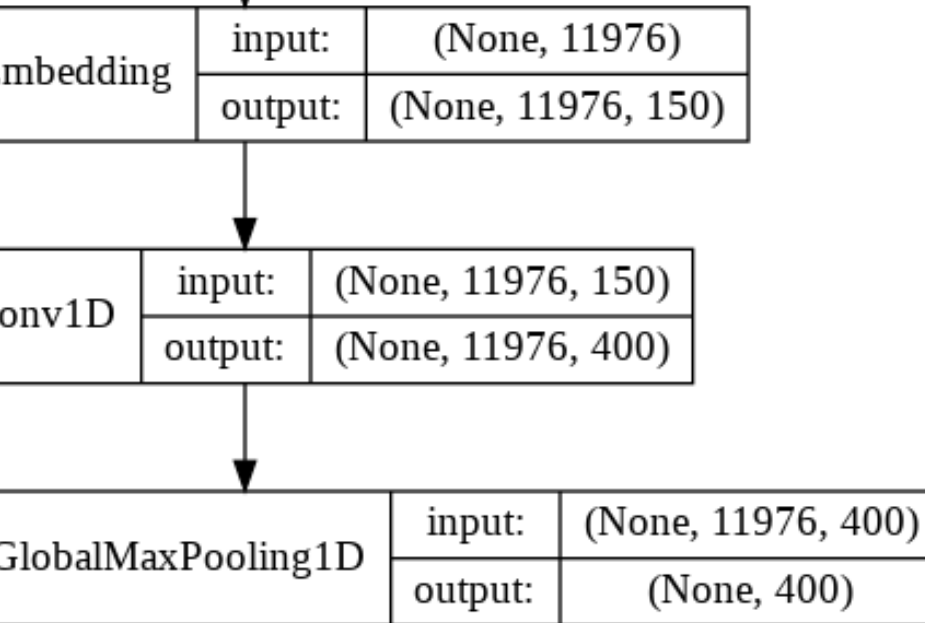 mbedding
input: (None, 11976)
output: (None, 11976, 150)
onv1D
input: (None, 11976, 150)
output: (None, 11976, 400)
GlobalMaxPooling1D
input: (None, 11976, 400)
output: (None, 400)